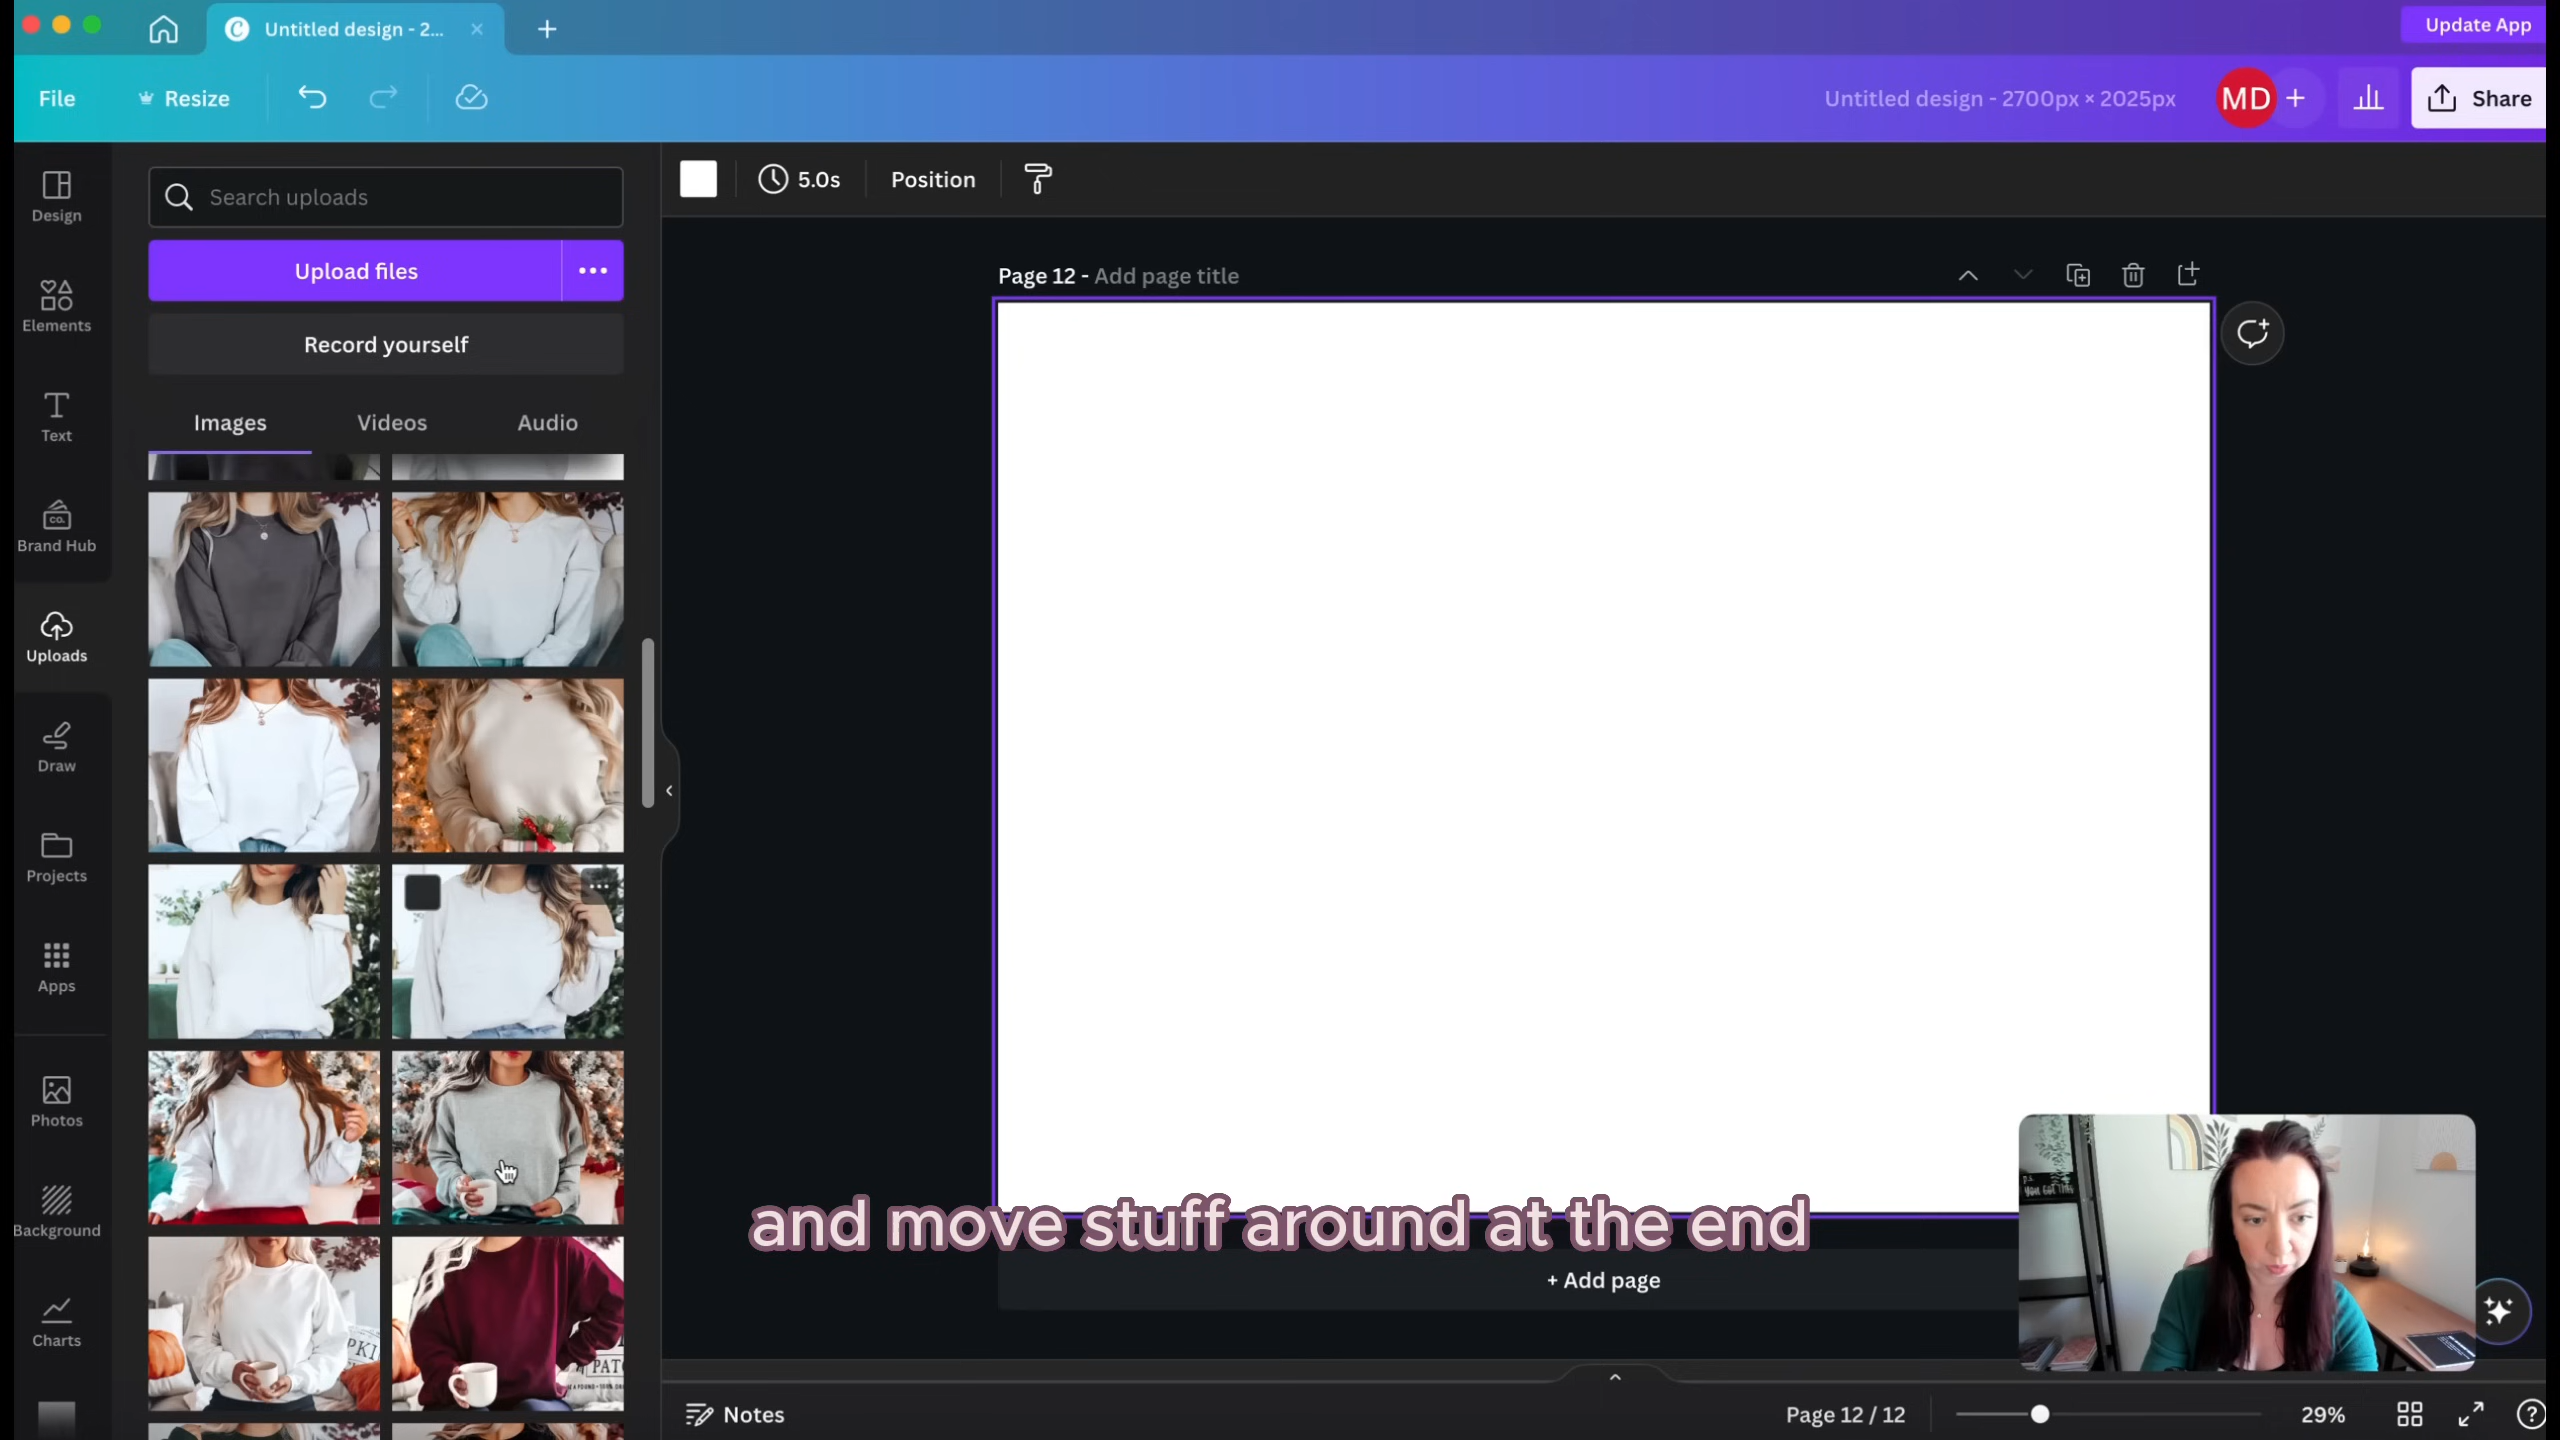 Untitled design - 2...
Update App
File
Resize
Untitled design - 2700px × 2025px
MD
Share
Design
Elements
Text
CO.
Brand Hub
Uploads
Draw
Projects
Apps
Photos
Background
Charts
Search uploads
Upload files
Record yourself
Images
Videos
Audio
5.0s
Position
Page 12 - Add page title
and move stuff around at the end
+ Add page
Notes
Page 12 / 12
29%